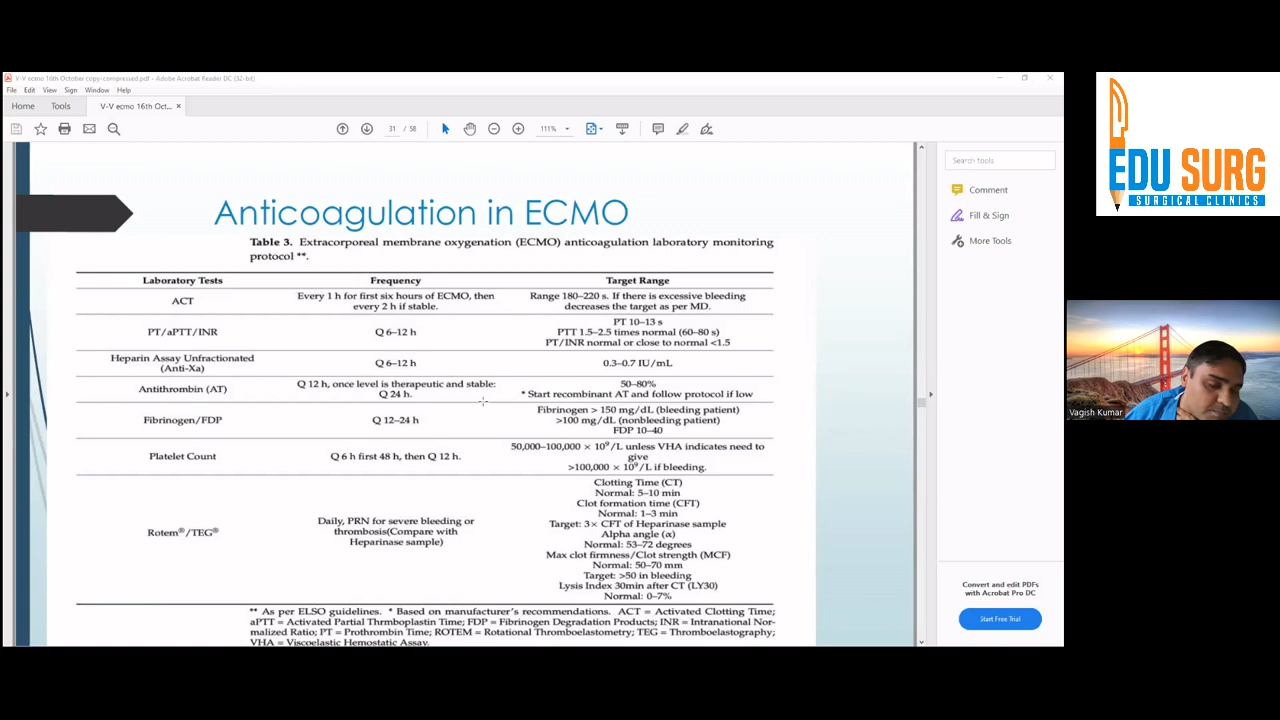 V-V ecmo 16th October copy-compressed.pdf - Adobe Acrobat Reader DC (32-bit)
File Edit View Sign Window Help
Home Tools V-V ecmo 16th Oct... ×
31 / 58 111%
Anticoagulation in ECMO
Table 3. Extracorporeal membrane oxygenation (ECMO) anticoagulation laboratory monitoring
protocol **.
Laboratory Tests Frequency Target Range
ACT
Every 1 h for first six hours of ECMO, then
every 2 h if stable.
Range 180–220 s. If there is excessive bleeding
decreases the target as per MD.
PT/aPTT/INR
Q 6–12 h
PT 10–13 s
PTT 1.5–2.5 times normal (60–80 s)
PT/INR normal or close to normal <1.5
Heparin Assay Unfractionated
(Anti-Xa)
Q 6–12 h
0.3–0.7 IU/mL
Antithrombin (AT)
Q 12 h, once level is therapeutic and stable:
Q 24 h.
50–80%
* Start recombinant AT and follow protocol if low
Fibrinogen/FDP
Q 12–24 h
Fibrinogen > 150 mg/dL (bleeding patient)
>100 mg/dL (nonbleeding patient)
FDP 10–40
Platelet Count
Q 6 h first 48 h, then Q 12 h.
50,000–100,000 × 10⁹/L unless VHA indicates need to
give
>100,000 × 10⁹/L if bleeding.
Rotem®/TEG®
Daily, PRN for severe bleeding or
thrombosis(Compare with
Heparinase sample)
Clotting Time (CT)
Normal: 5–10 min
Clot formation time (CFT)
Normal: 1–3 min
Target: 3× CFT of Heparinase sample
Alpha angle (α)
Normal: 53–72 degrees
Max clot firmness/Clot strength (MCF)
Normal: 50–70 mm
Target: >50 in bleeding
Lysis Index 30min after CT (LY30)
Normal: 0–7%
** As per ELSO guidelines. * Based on manufacturer's recommendations. ACT = Activated Clotting Time;
aPTT = Activated Partial Thrmboplastin Time; FDP = Fibrinogen Degradation Products; INR = Intranational Nor-
malized Ratio; PT = Prothrombin Time; ROTEM = Rotational Thromboelastometry; TEG = Thromboelastography;
VHA = Viscoelastic Hemostatic Assay.
Search tools
Comment
Fill & Sign
More Tools
Convert and edit PDFs
with Acrobat Pro DC
Start Free Trial
EDU SURG
SURGICAL CLINICS
Vagish Kumar